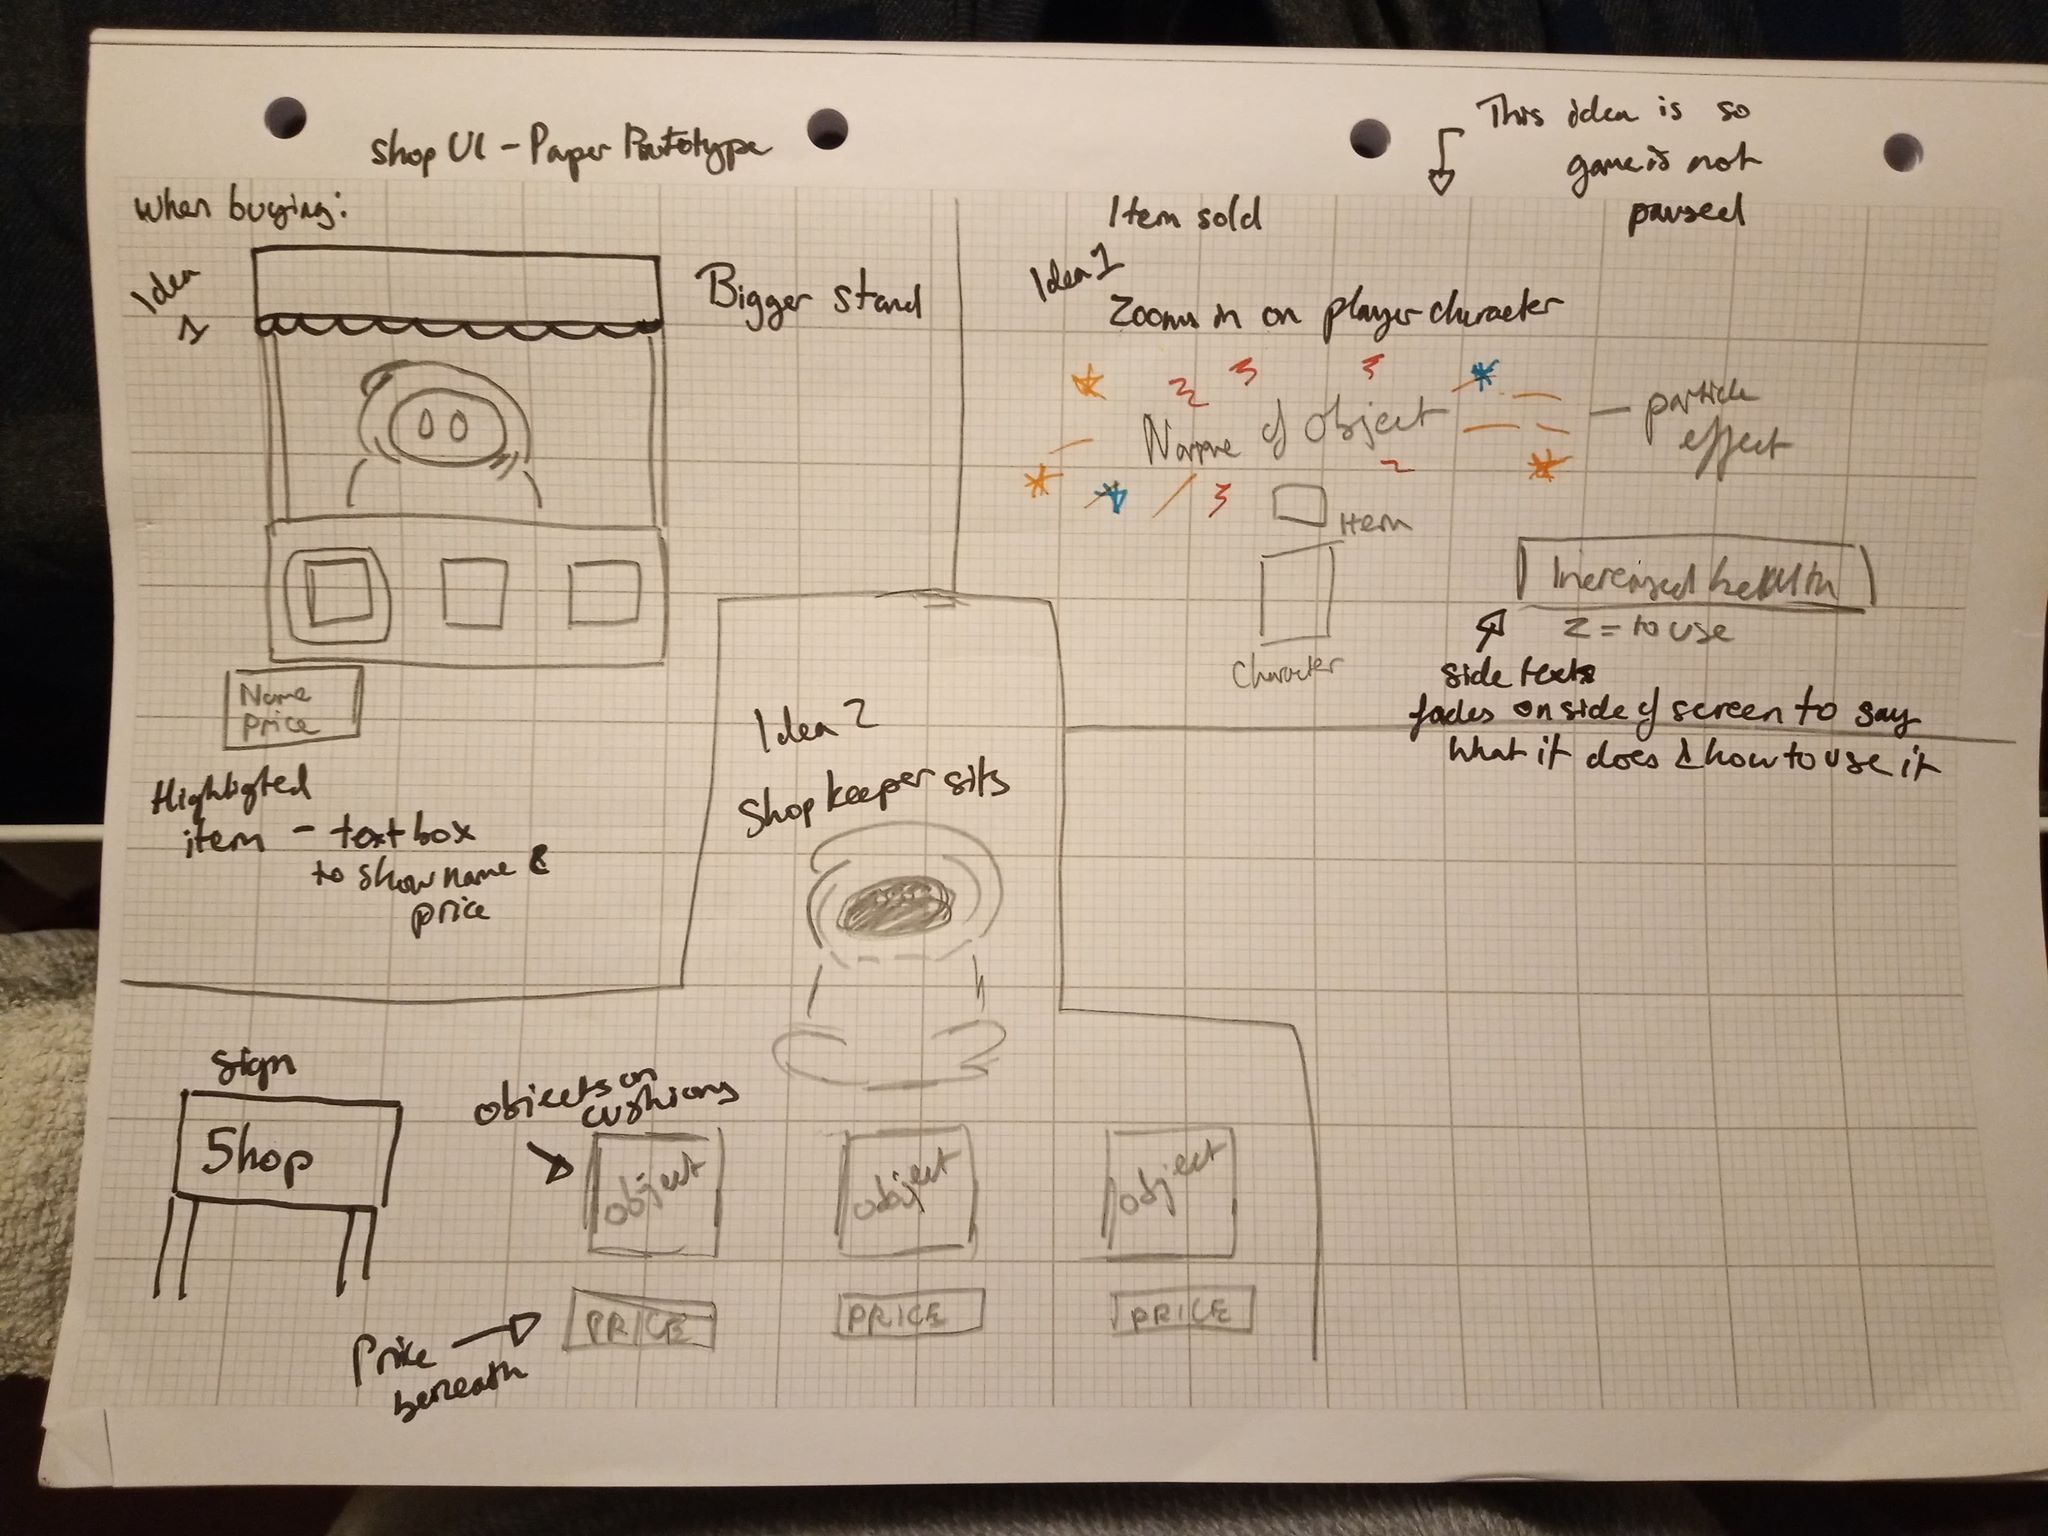 Shop UI - Paper Prototype
When buying:
Idea
1
Bigger stand
Name
Price
Highligted
item - text box
to show name &
price
This idea is so
game is not
paused
Item sold
Idea 1
Zooms in on player character
Name of Object
particle
effect
Item
Character
Increased health
Z = to use
side texts
fades on side of screen to say
what it does & how to use it
Idea 2
Shop keeper sits
Sign
Shop
Objects on
cushions
object
object
object
Price
beneath
PRICE
PRICE
PRICE